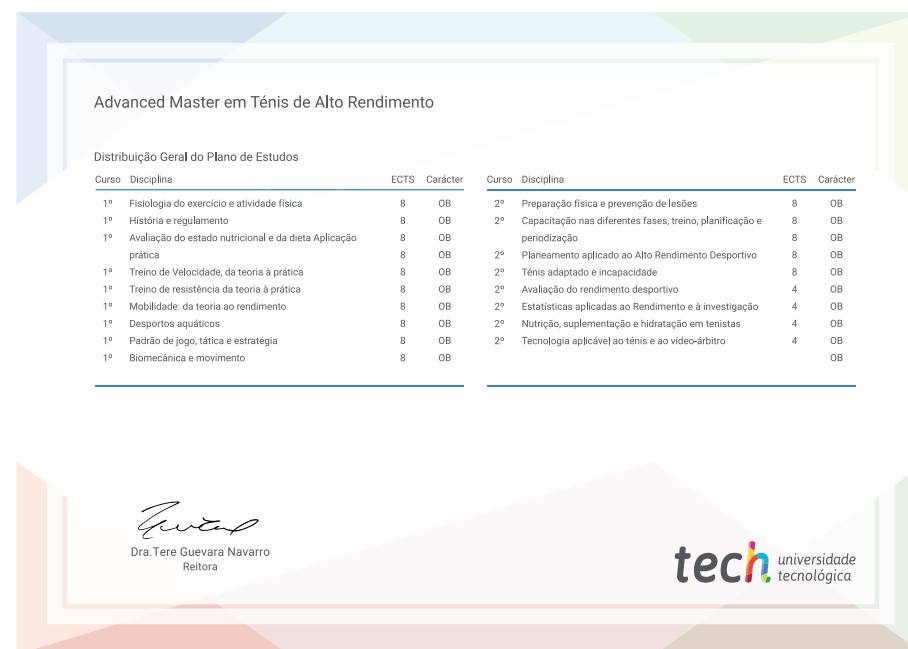 Advanced Master em Ténis de Alto Rendimento
Distribuição Geral do Plano de Estudos
Curso Disciplina ECTS Carácter
1º Fisiologia do exercício e atividade física 8 OB
1º História e regulamento 8 OB
1º Avaliação do estado nutricional e da dieta Aplicação 8 OB
prática 8 OB
1º Treino de Velocidade, da teoria à prática 8 OB
1º Treino de resistência da teoria à prática 8 OB
1º Mobilidade: da teoria ao rendimento 8 OB
1º Desportos aquáticos 8 OB
1º Padrão de jogo, tática e estratégia 8 OB
1º Biomecânica e movimento 8 OB
Curso Disciplina ECTS Carácter
2º Preparação física e prevenção de lesões 8 OB
2º Capacitação nas diferentes fases, treino, planificação e 8 OB
periodização 8 OB
2º Planeamento aplicado ao Alto Rendimento Desportivo 8 OB
2º Ténis adaptado e incapacidade 8 OB
2º Avaliação do rendimento desportivo 4 OB
2º Estatísticas aplicadas ao Rendimento e à investigação 4 OB
2º Nutrição, suplementação e hidratação em tenistas 4 OB
2º Tecnologia aplicável ao ténis e ao vídeo-árbitro 4 OB
OB
Dra.Tere Guevara Navarro
Reitora
tech universidade
tecnológica